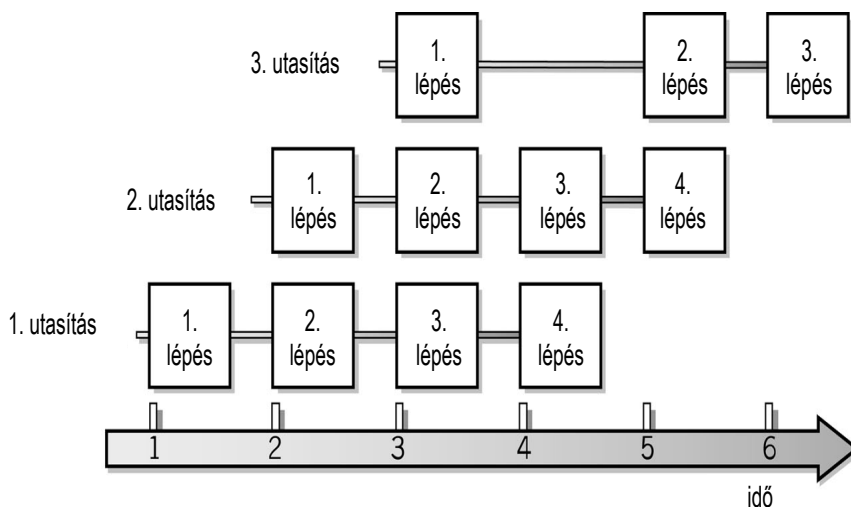 3. utasítás
1.
lépés
2.
lépés
3.
lépés
2. utasítás
1.
lépés
2.
lépés
3.
lépés
4.
lépés
1. utasítás
1.
lépés
2.
lépés
3.
lépés
4.
lépés
1 2 3 4 5 6
idő